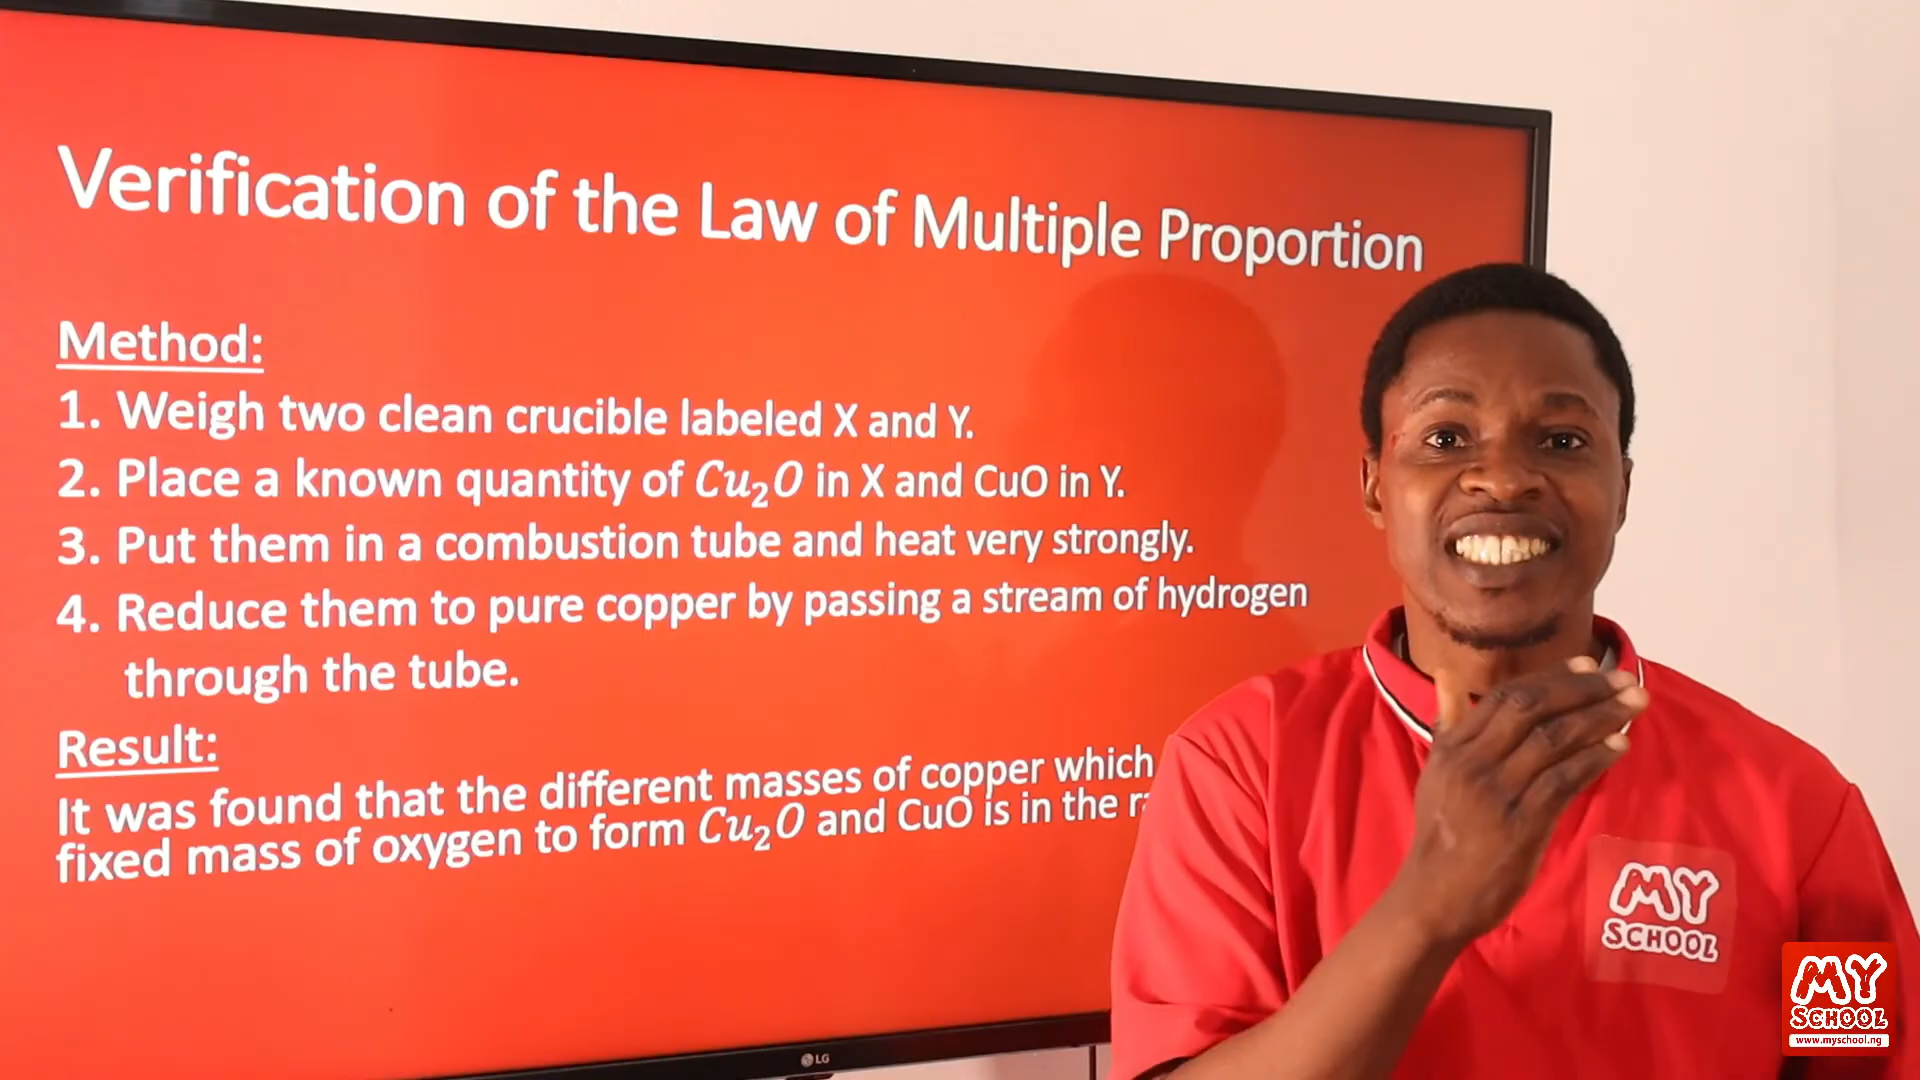 Verification of the Law of Multiple Proportion
Method:
1. Weigh two clean crucible labeled X and Y.
2. Place a known quantity of Cu₂O in X and CuO in Y.
3. Put them in a combustion tube and heat very strongly.
4. Reduce them to pure copper by passing a stream of hydrogen
through the tube.
Result:
It was found that the different masses of copper which
fixed mass of oxygen to form Cu₂O and CuO is in the
LG
MY
SCHOOL
MY
SCHOOL
www.myschool.ng